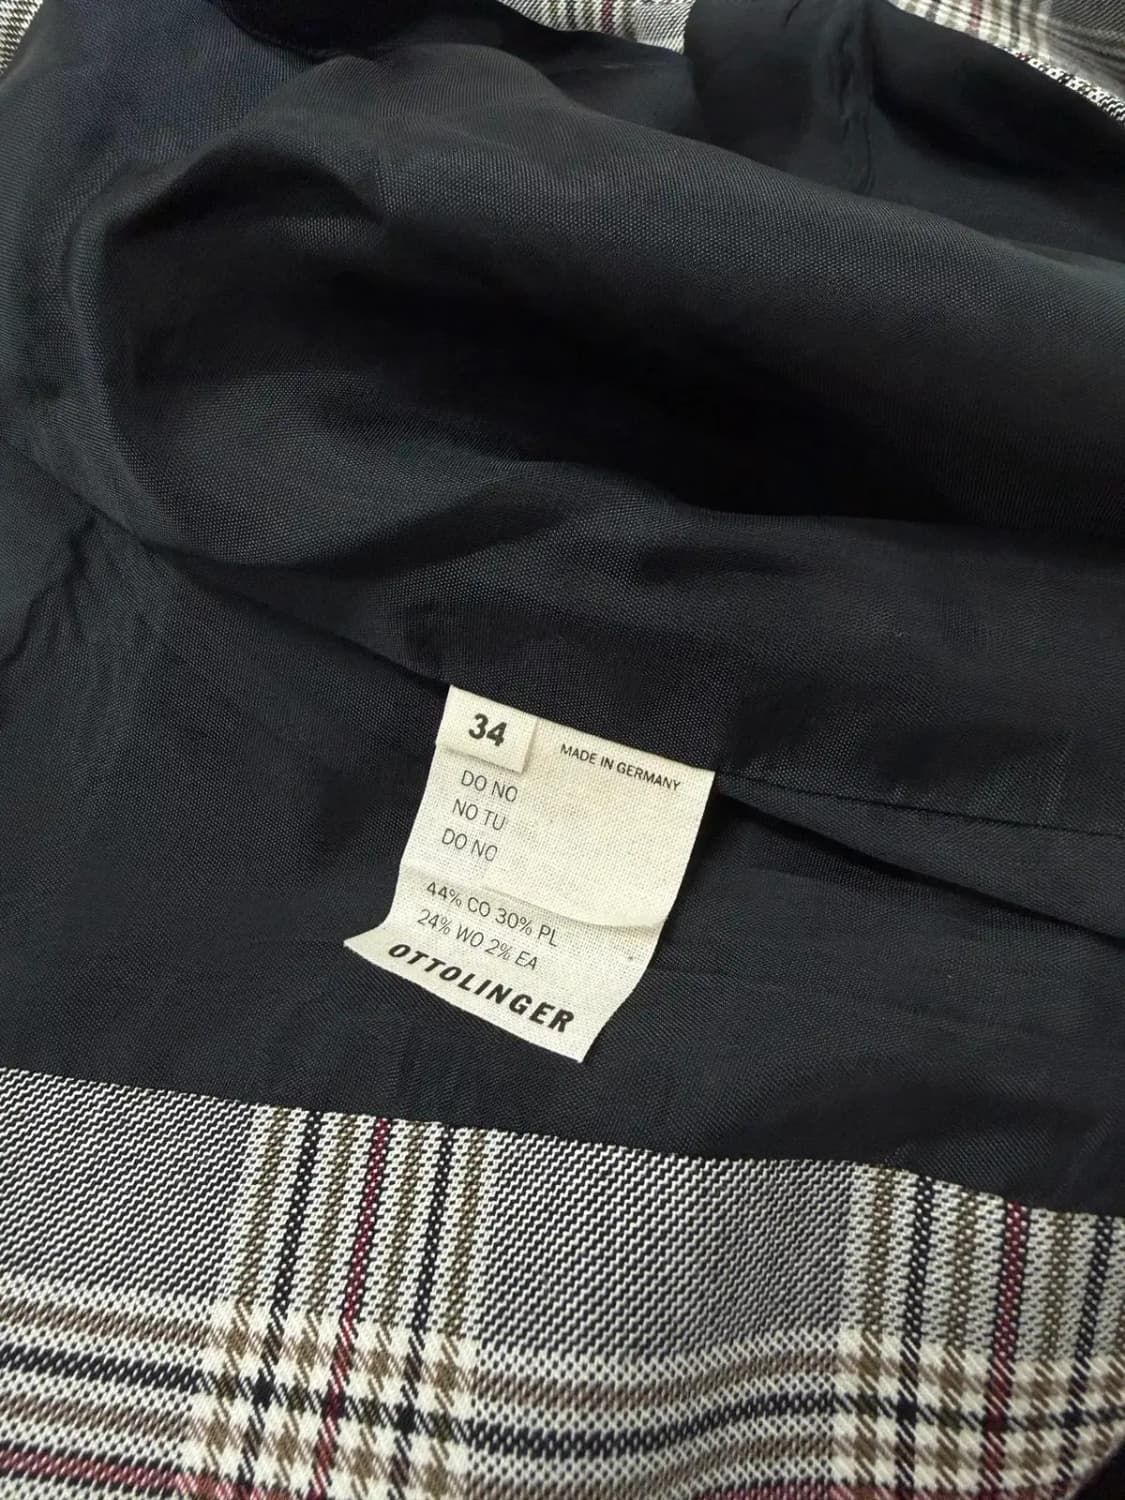 34
MADE IN GERMANY
DO NO
NO TU
DO NO
44% CO 30% PL
24% WO 2% EA
OTTOLINGER